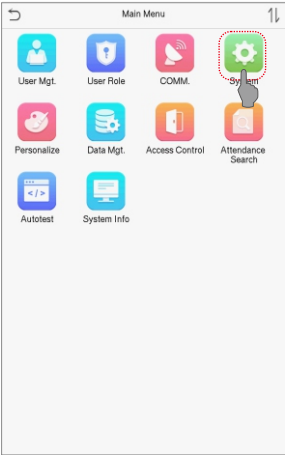 Main Menu
User Mgt.
User Role
COMM.
System
Personalize
Data Mgt.
Access Control
Attendance
Search
</>
Autotest
System Info